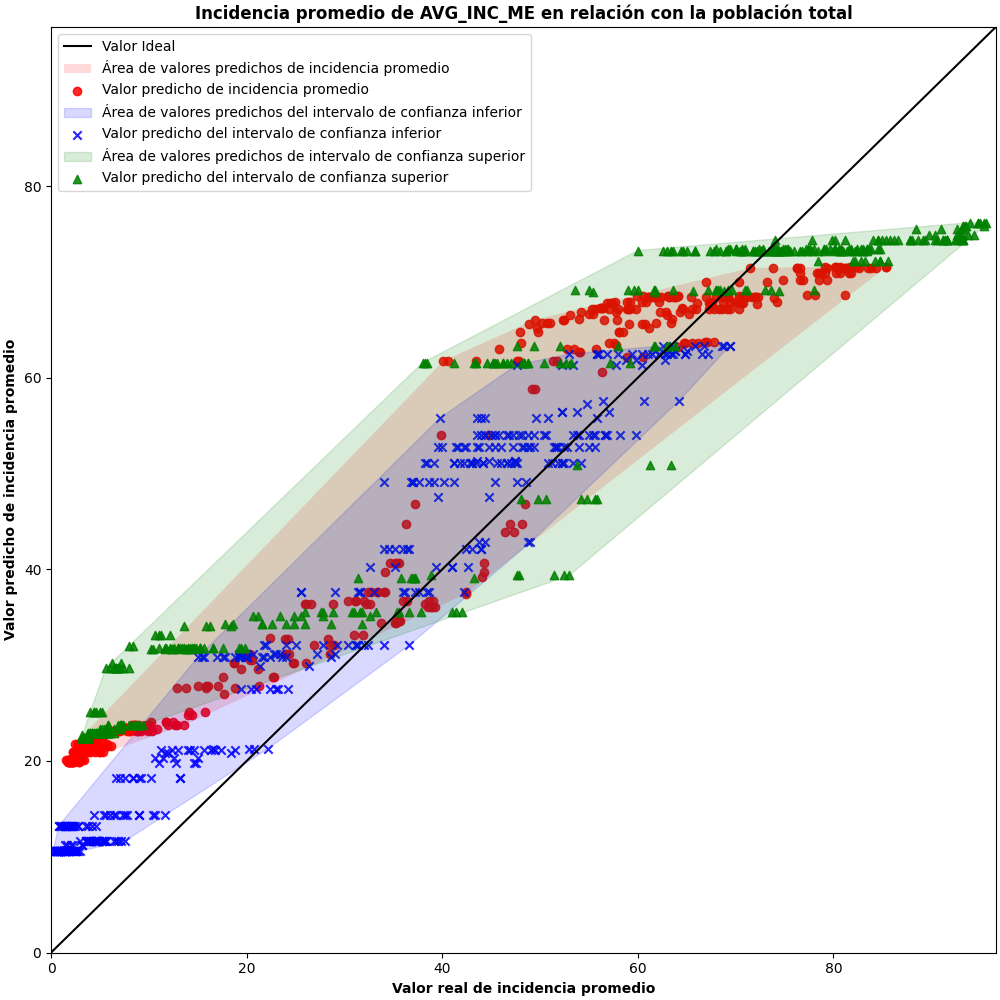 Incidencia promedio de AVG_INC_ME en relación con la población total
Valor Ideal
Área de valores predichos de incidencia promedio
Valor predicho de incidencia promedio
Área de valores predichos del intervalo de confianza inferior
Valor predicho del intervalo de confianza inferior
Área de valores predichos de intervalo de confianza superior
Valor predicho del intervalo de confianza superior
Valor predicho de incidencia promedio
80
60
40
20
0
0 20 40 60 80
Valor real de incidencia promedio